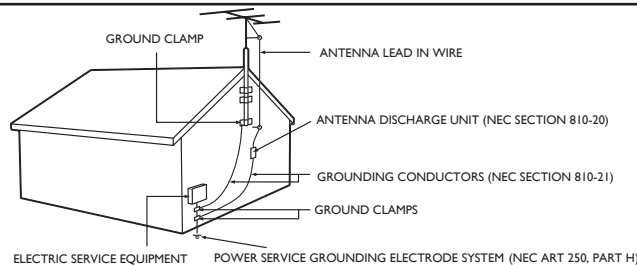 GROUND CLAMP
ANTENNA LEAD IN WIRE
ANTENNA DISCHARGE UNIT (NEC SECTION 810-20)
GROUNDING CONDUCTORS (NEC SECTION 810-21)
GROUND CLAMPS
ELECTRIC SERVICE EQUIPMENT
POWER SERVICE GROUNDING ELECTRODE SYSTEM (NEC ART 250, PART H)